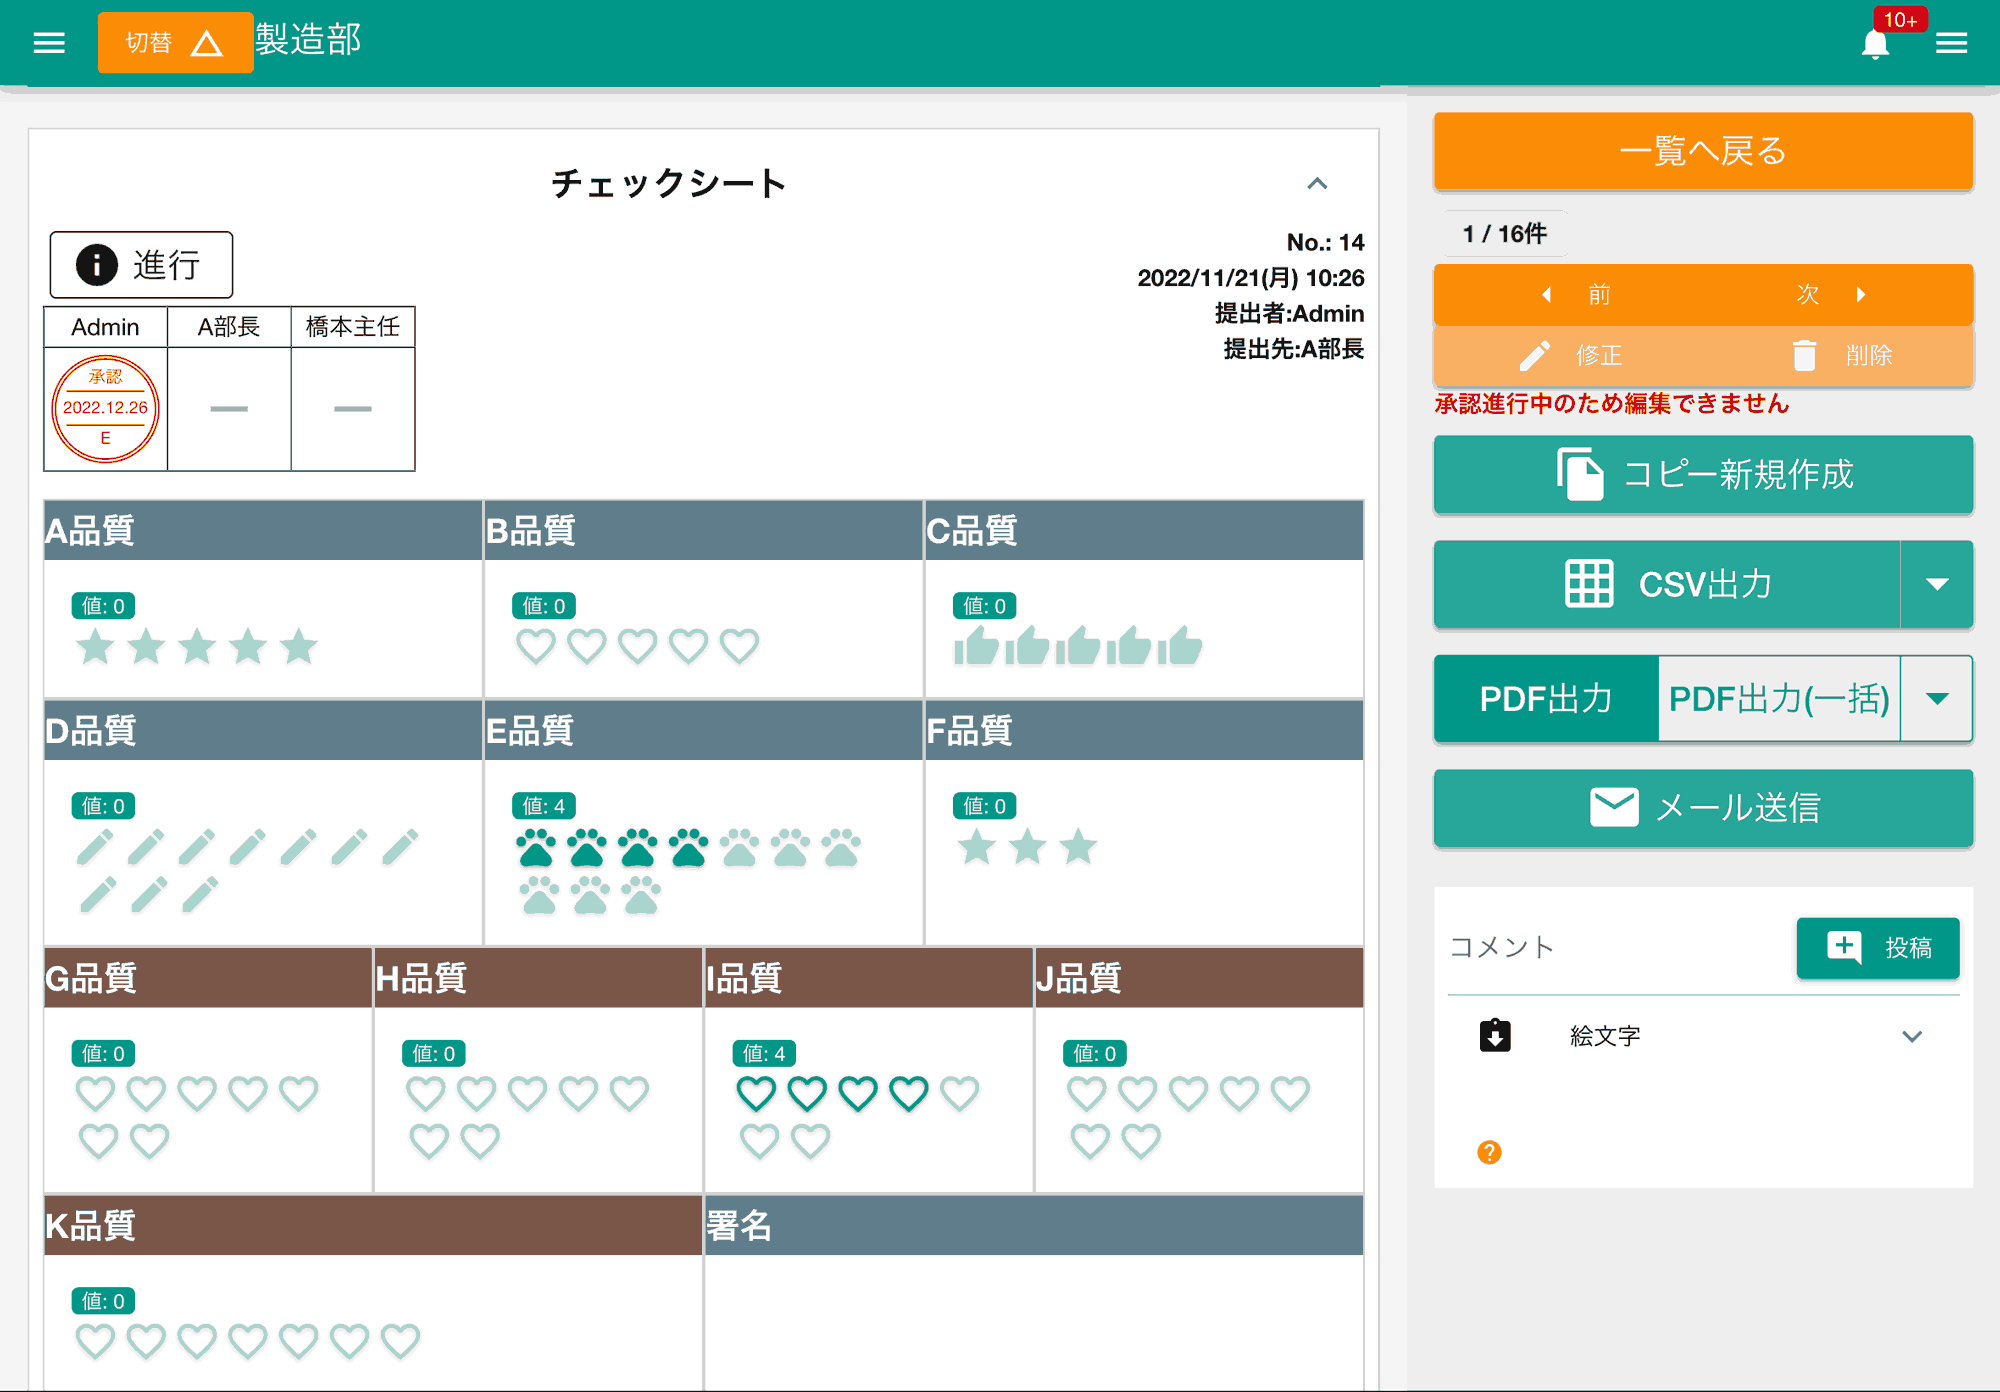 切替
製造部
10+
チェックシート
進行
No.: 14
2022/11/21(月) 10:26
提出者:Admin
提出先:A部長
Admin
A部長
橋本主任
承認
2022.12.26
E
A品質
B品質
C品質
値: 0
値: 0
値: 0
D品質
E品質
F品質
値: 0
値: 4
値: 0
G品質
H品質
I品質
J品質
値: 0
値: 0
値: 4
値: 0
K品質
署名
値: 0
一覧へ戻る
1 / 16件
前
次
修正
削除
承認進行中のため編集できません
コピー新規作成
CSV出力
PDF出力
PDF出力(一括)
メール送信
コメント
投稿
絵文字